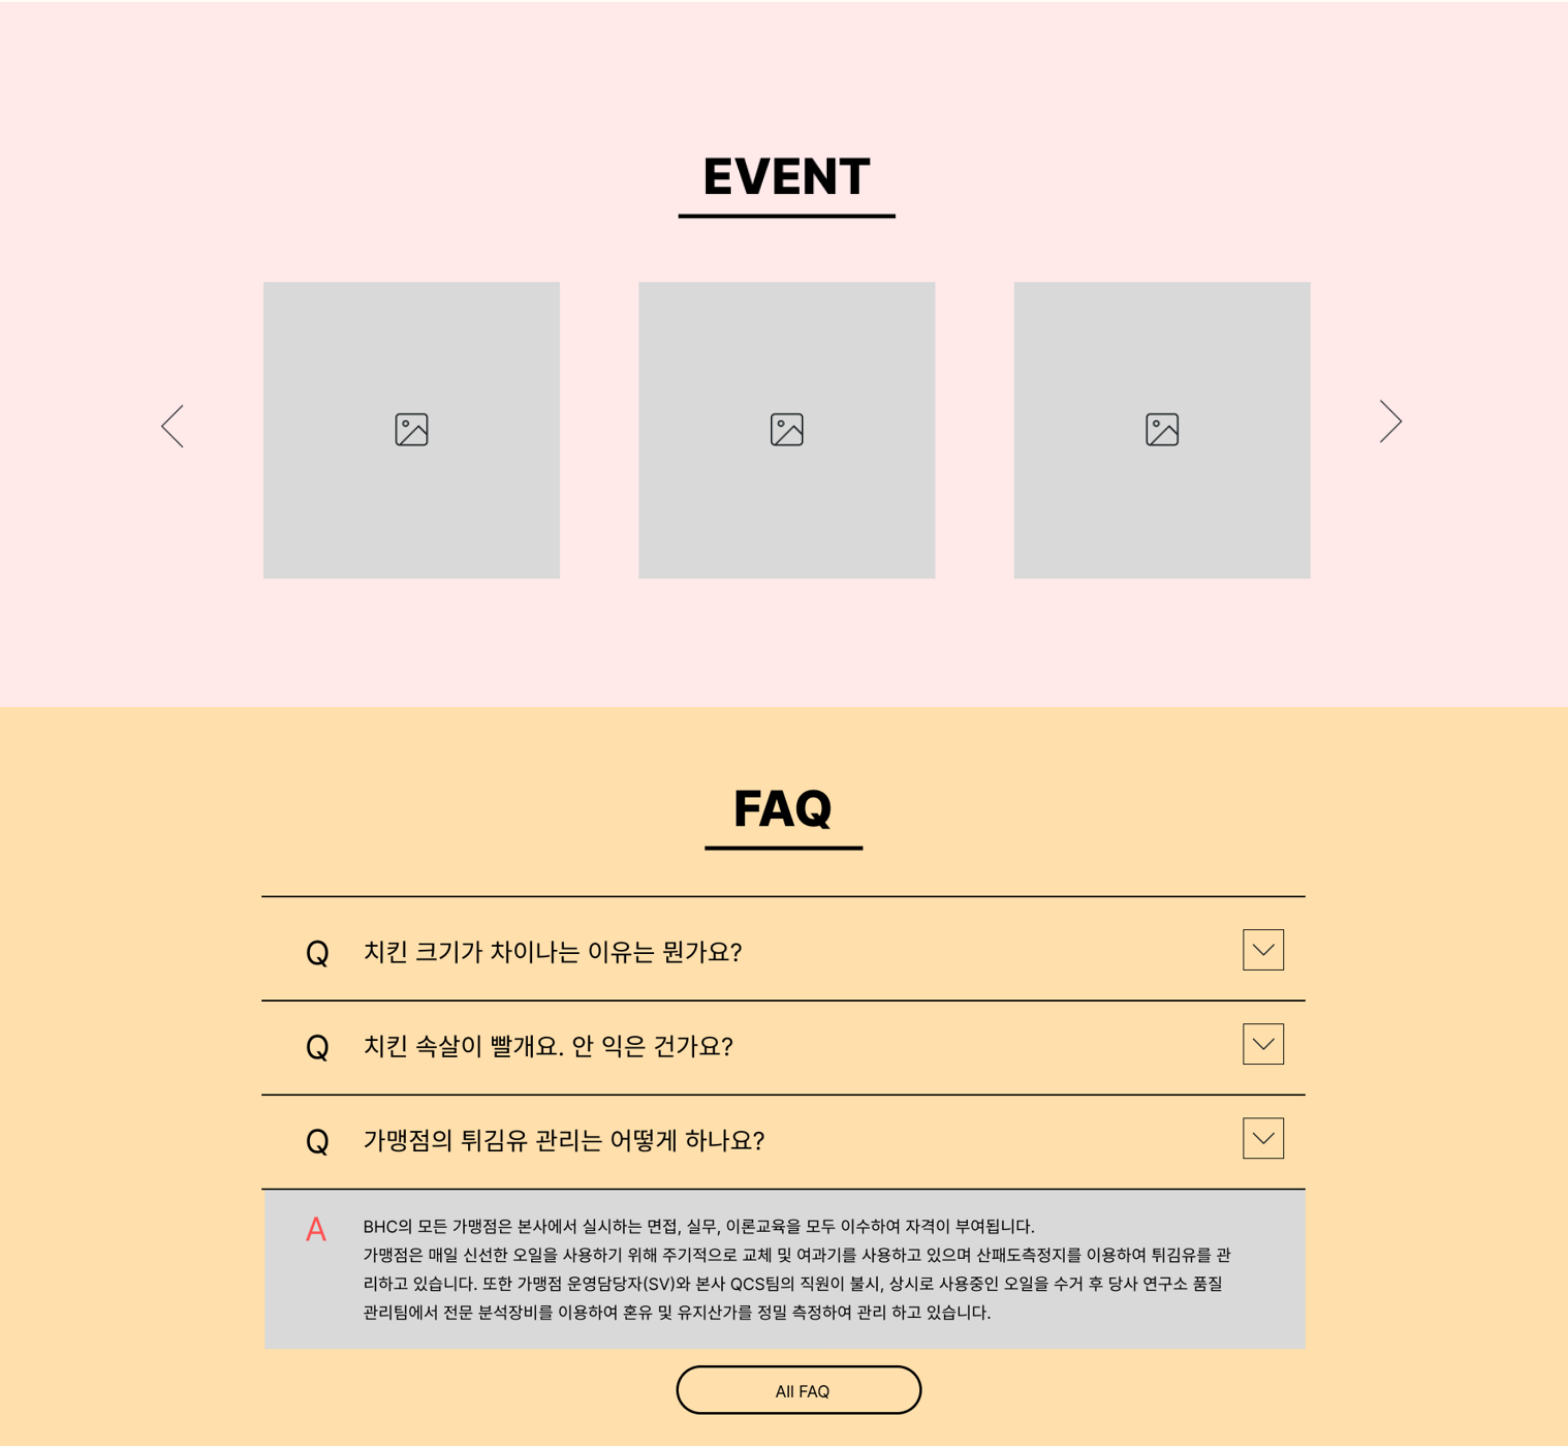 EVENT
FAQ
Q 치킨 크기가 차이나는 이유는 뭔가요?
Q 치킨 속살이 빨개요. 안 익은 건가요?
Q 가맹점의 튀김유 관리는 어떻게 하나요?
A BHC의 모든 가맹점은 본사에서 실시하는 면접, 실무, 이론교육을 모두 이수하여 자격이 부여됩니다.
가맹점은 매일 신선한 오일을 사용하기 위해 주기적으로 교체 및 여과기를 사용하고 있으며 산패도측정지를 이용하여 튀김유를 관
리하고 있습니다. 또한 가맹점 운영담당자(SV)와 본사 QCS팀의 직원이 불시, 상시로 사용중인 오일을 수거 후 당사 연구소 품질
관리팀에서 전문 분석장비를 이용하여 혼유 및 유지산가를 정밀 측정하여 관리 하고 있습니다.
All FAQ